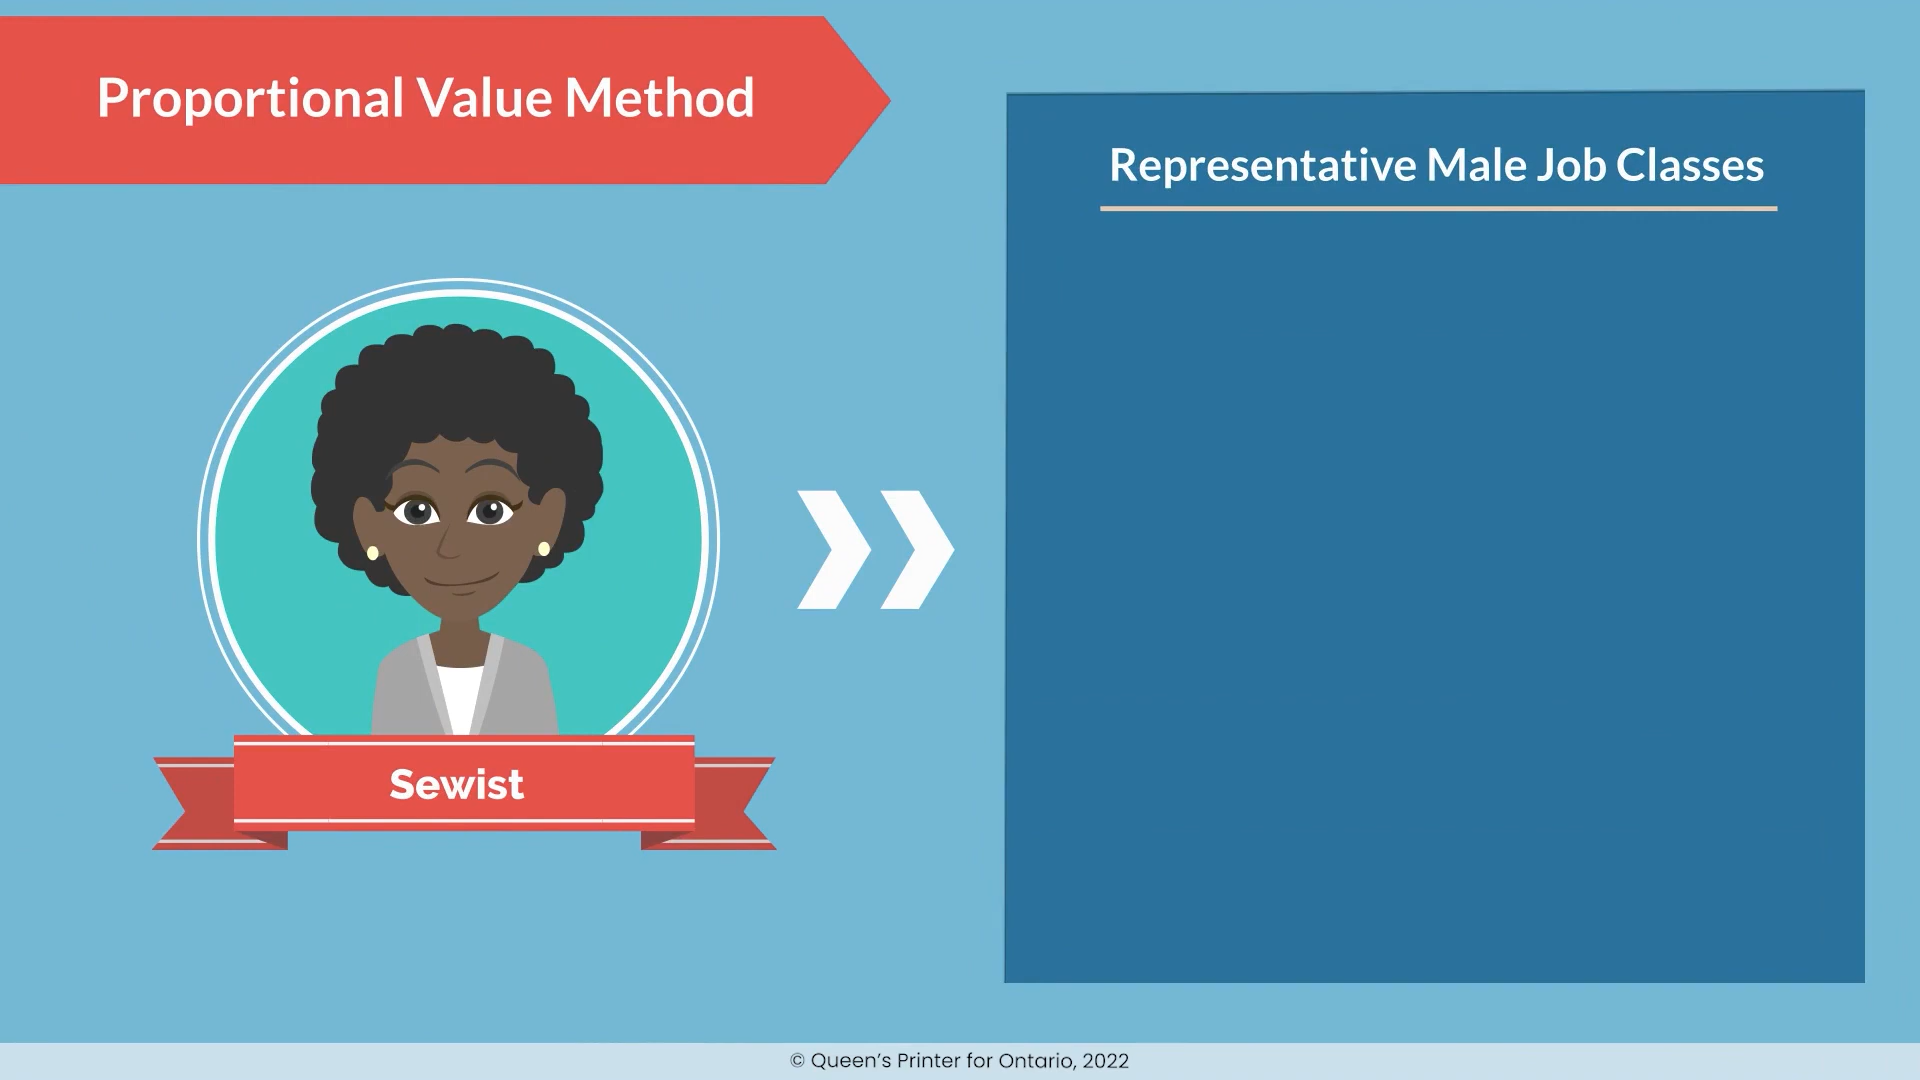 Proportional Value Method
Representative Male Job Classes
Sewist
© Queen's Printer for Ontario, 2022